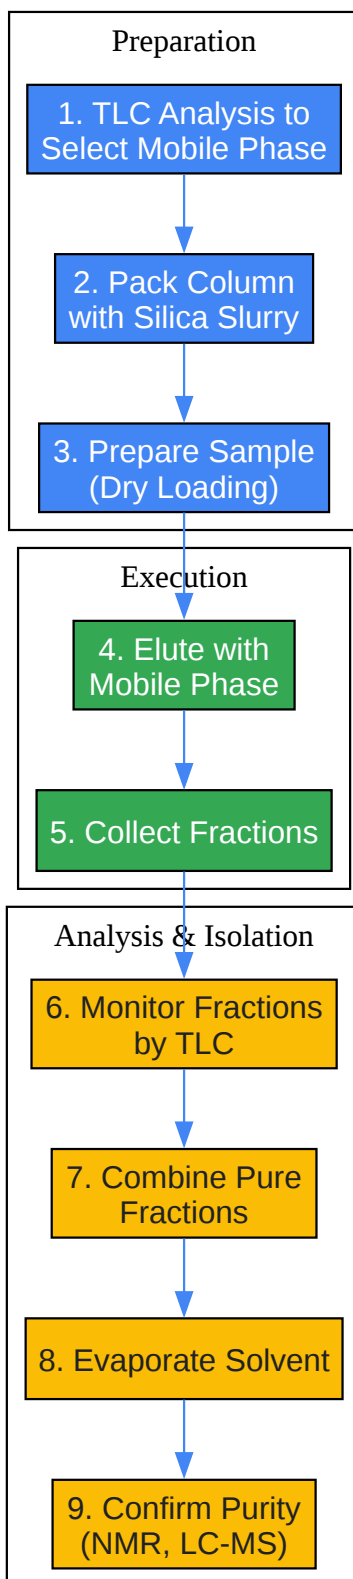 Preparation
1. TLC Analysis to
Select Mobile Phase
2. Pack Column
with Silica Slurry
3. Prepare Sample
(Dry Loading)
Execution
4. Elute with
Mobile Phase
5. Collect Fractions
Analysis & Isolation
6. Monitor Fractions
by TLC
7. Combine Pure
Fractions
8. Evaporate Solvent
9. Confirm Purity
(NMR, LC-MS)